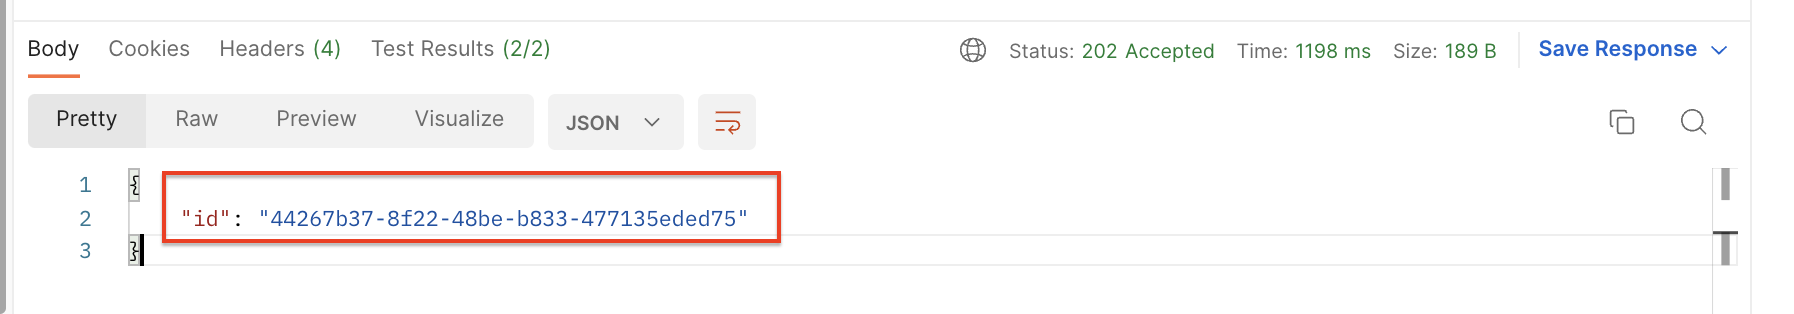 Body Cookies Headers (4) Test Results (2/2) Status: 202 Accepted Time: 1198 ms Size: 189 B Save Response
Pretty Raw Preview Visualize JSON
1 {
2 "id": "44267b37-8f22-48be-b833-477135eded75"
3 }